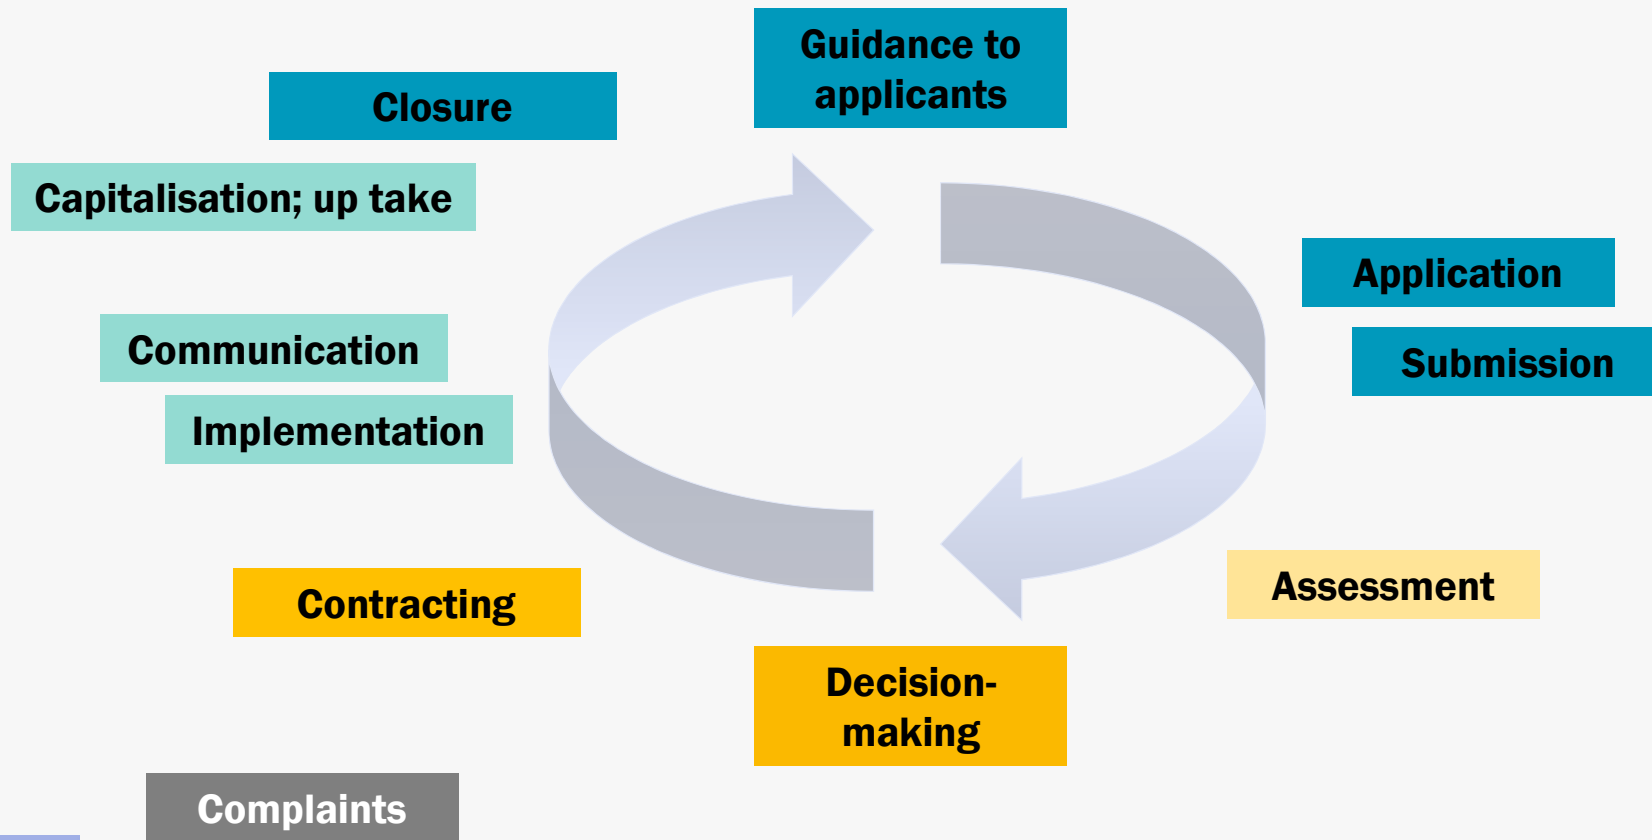 Guidance to
applicants
Closure
Capitalisation; up take
Application
Communication
Submission
Implementation
Assessment
Contracting
Decision-
making
Complaints